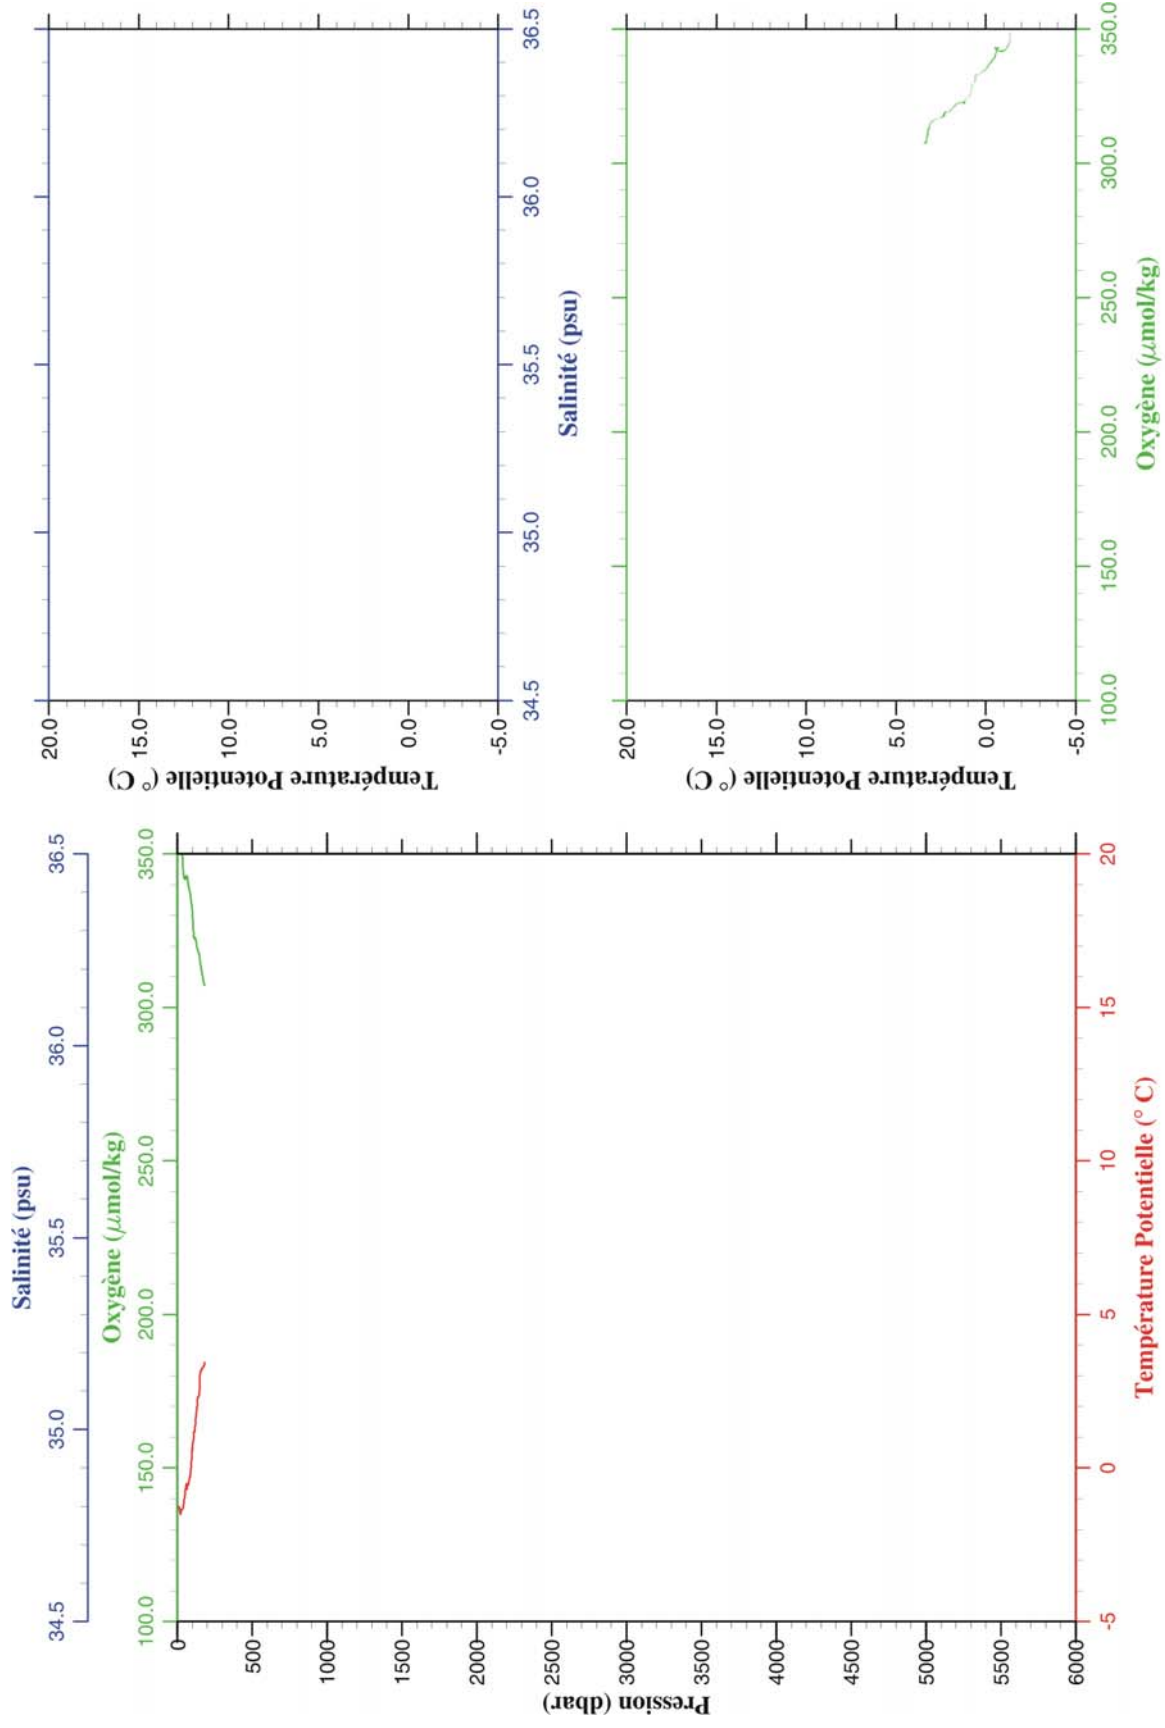 Salinité (psu)
34.5 35.0 35.5 36.0 36.5
Oxygène (μmol/kg)
100.0 150.0 200.0 250.0 300.0 350.0
Pression (dbar)
0
500
1000
1500
2000
2500
3000
3500
4000
4500
5000
5500
6000
-5 0 5 10 15 20
Température Potentielle (° C)
Température Potentielle (° C)
20.0
15.0
10.0
5.0
0.0
-5.0
34.5 35.0 35.5 36.0 36.5
Salinité (psu)
Température Potentielle (° C)
20.0
15.0
10.0
5.0
0.0
-5.0
100.0 150.0 200.0 250.0 300.0 350.0
Oxygène (μmol/kg)